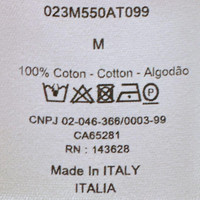 023M550AT099
M
100% Coton - Cotton - Algodão
CNPJ 02-046-366/0003-99
CA65281
RN : 143628
Made In ITALY
ITALIA